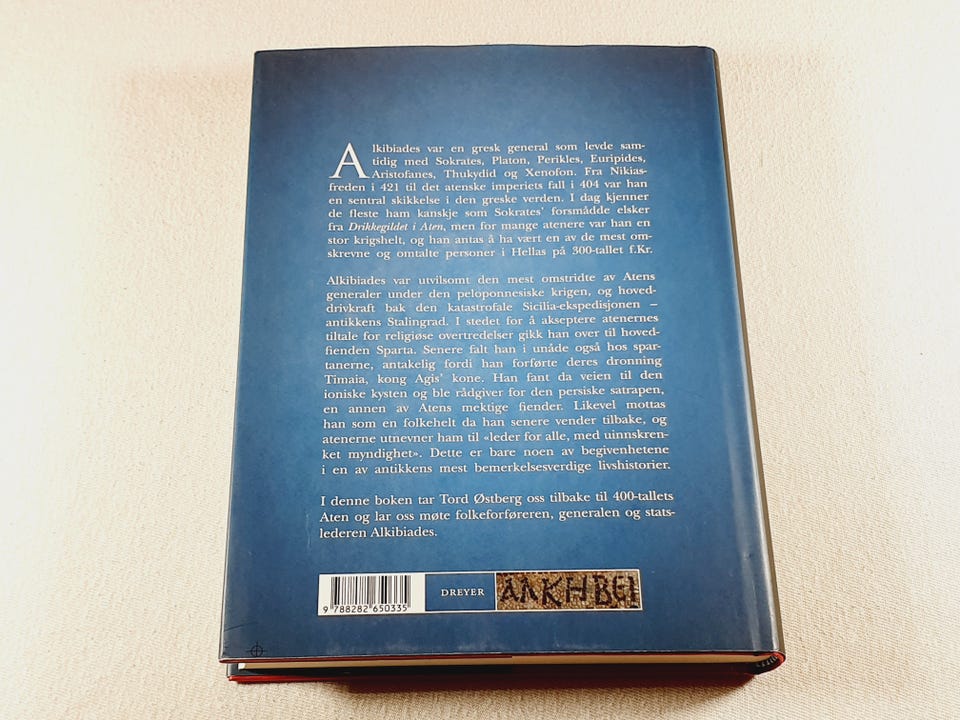 Alkibiades var en gresk general som levde sam-
tidig med Sokrates, Platon, Perikles, Euripides,
Aristofanes, Thukydid og Xenofon. Fra Nikias-
freden i 421 til det atenske imperiets fall i 404 var han
en sentral skikkelse i den greske verden. I dag kjenner
de fleste ham kanskje som Sokrates' forsmådde elsker
fra Drikkegildet i Aten, men for mange atenere var han en
stor krigshelt, og han antas å ha vært en av de mest om-
skrevne og omtalte personer i Hellas på 300-tallet f.Kr.
Alkibiades var utvilsomt den mest omstridte av Atens
generaler under den peloponnesiske krigen, og hoved-
drivkraft bak den katastrofale Sicilia-ekspedisjonen –
antikkens Stalingrad. I stedet for å akseptere atenernes
tiltale for religiøse overtredelser gikk han over til hoved-
fienden Sparta. Senere falt han i unåde også hos spar-
tanerne, antakelig fordi han forførte deres dronning
Timaia, kong Agis' kone. Han fant da veien til den
ioniske kysten og ble rådgiver for den persiske satrapen,
en annen av Atens mektige fiender. Likevel mottas
han som en folkehelt da han senere vender tilbake, og
atenerne utnevner ham til «leder for alle, med uinnskren-
ket myndighet». Dette er bare noen av begivenhetene
i en av antikkens mest bemerkelsesverdige livshistorier.
I denne boken tar Tord Østberg oss tilbake til 400-tallets
Aten og lar oss møte folkeforføreren, generalen og stats-
lederen Alkibiades.
9 788282 650335
DREYER